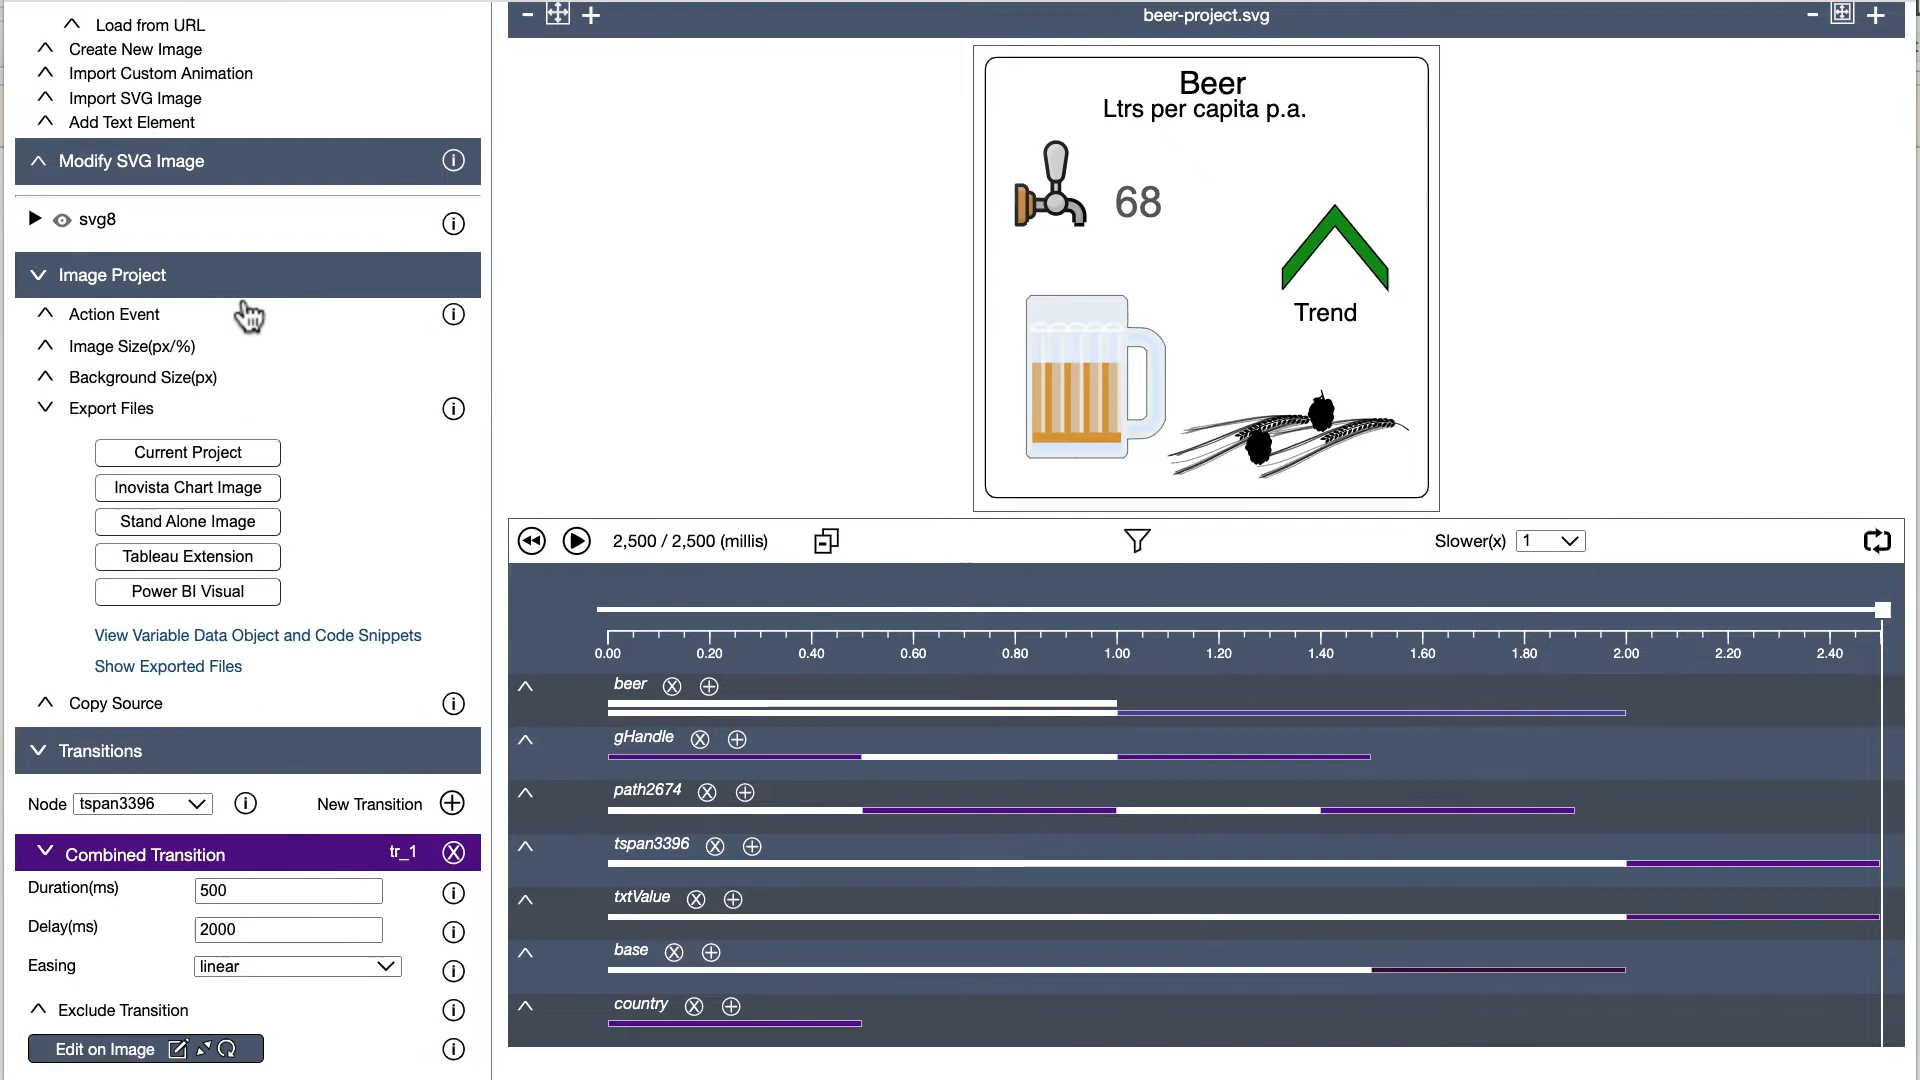 Load from URL
Create New Image
Import Custom Animation
Import SVG Image
Add Text Element
Modify SVG Image
svg8
Image Project
Action Event
Image Size(px/%)
Background Size(px)
Export Files
Current Project
Inovista Chart Image
Stand Alone Image
Tableau Extension
Power BI Visual
View Variable Data Object and Code Snippets
Show Exported Files
Copy Source
Transitions
Node tspan3396 New Transition
Combined Transition tr_1
Duration(ms) 500
Delay(ms) 2000
Easing linear
Exclude Transition
Edit on Image
beer-project.svg
Beer
Ltrs per capita p.a.
68
Trend
2,500 / 2,500 (millis) Slower(x) 1
0.00 0.20 0.40 0.60 0.80 1.00 1.20 1.40 1.60 1.80 2.00 2.20 2.40
beer
gHandle
path2674
tspan3396
txtValue
base
country